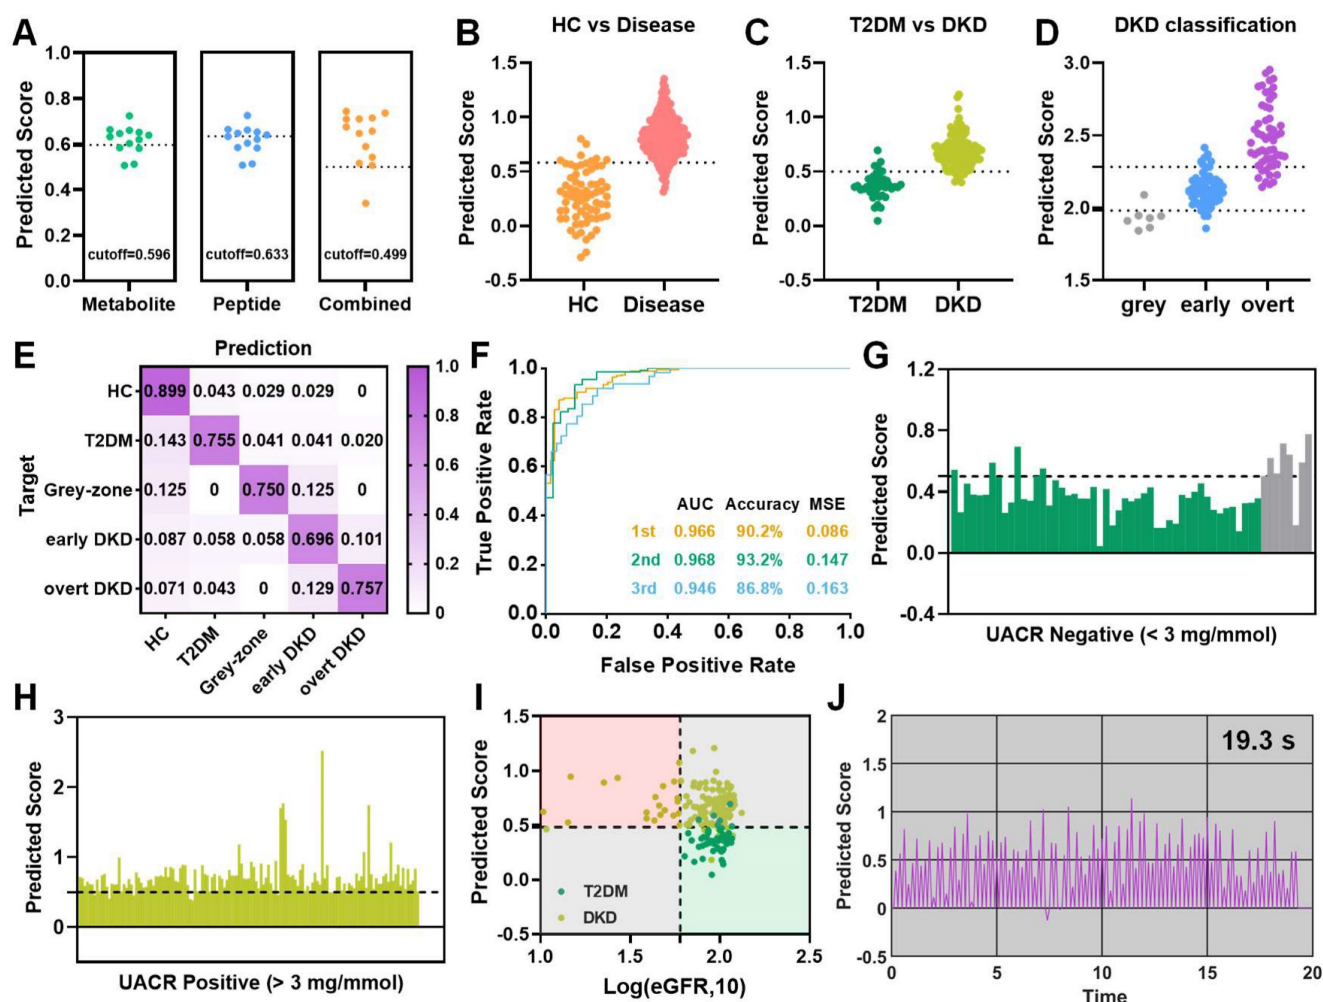 A
Predicted Score
1.0
0.8
0.6
0.4
0.2
0.0
cutoff=0.596
cutoff=0.633
cutoff=0.499
Metabolite
Peptide
Combined
B
HC vs Disease
Predicted Score
1.5
1.0
0.5
0.0
-0.5
HC
Disease
C
T2DM vs DKD
Predicted Score
1.5
1.0
0.5
0.0
-0.5
T2DM
DKD
D
DKD classification
Predicted Score
3.0
2.5
2.0
1.5
grey
early
overt
E
Prediction
Target
HC 0.899 0.043 0.029 0.029 0
T2DM 0.143 0.755 0.041 0.041 0.020
Grey-zone 0.125 0 0.750 0.125 0
early DKD 0.087 0.058 0.058 0.696 0.101
overt DKD 0.071 0.043 0 0.129 0.757
HC
T2DM
Grey-zone
early DKD
overt DKD
1.0
0.8
0.6
0.4
0.2
0
F
True Positive Rate
1.0
0.8
0.6
0.4
0.2
0.0
AUC Accuracy MSE
1st 0.966 90.2% 0.086
2nd 0.968 93.2% 0.147
3rd 0.946 86.8% 0.163
0.0 0.2 0.4 0.6 0.8 1.0
False Positive Rate
G
Predicted Score
1.2
0.8
0.4
0.0
-0.4
UACR Negative (< 3 mg/mmol)
H
Predicted Score
3
2
1
0
UACR Positive (> 3 mg/mmol)
I
Predicted Score
1.5
1.0
0.5
0.0
-0.5
T2DM
DKD
1.0 1.5 2.0 2.5
Log(eGFR,10)
J
Predicted Score
2
1.5
1
0.5
0
-0.5
19.3 s
0 5 10 15 20
Time